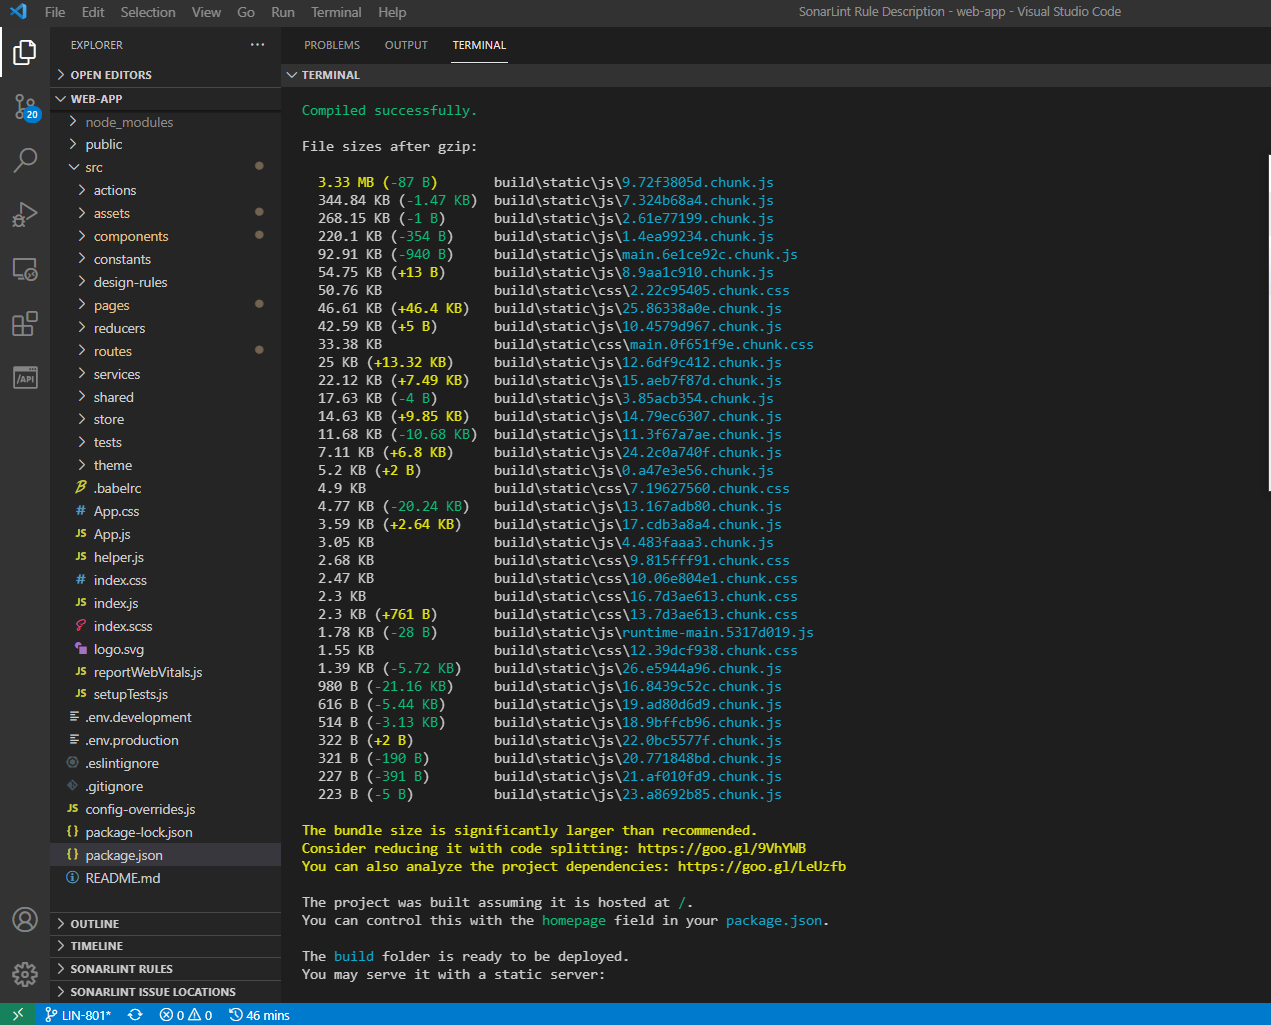 File Edit Selection View Go Run Terminal Help SonarLint Rule Description - web-app - Visual Studio Code
EXPLORER ···
OPEN EDITORS
WEB-APP
node_modules
public
src
actions
assets
components
constants
design-rules
pages
reducers
routes
services
shared
store
tests
theme
.babelrc
# App.css
JS App.js
JS helper.js
# index.css
JS index.js
index.scss
logo.svg
JS reportWebVitals.js
JS setupTests.js
.env.development
.env.production
.eslintignore
.gitignore
JS config-overrides.js
{} package-lock.json
{} package.json
README.md
OUTLINE
TIMELINE
SONARLINT RULES
SONARLINT ISSUE LOCATIONS
20
/API
PROBLEMS OUTPUT TERMINAL
TERMINAL
Compiled successfully.
File sizes after gzip:
3.33 MB (-87 B) build\static\js\9.72f3805d.chunk.js
344.84 KB (-1.47 KB) build\static\js\7.324b68a4.chunk.js
268.15 KB (-1 B) build\static\js\2.61e77199.chunk.js
220.1 KB (-354 B) build\static\js\1.4ea99234.chunk.js
92.91 KB (-940 B) build\static\js\main.6e1ce92c.chunk.js
54.75 KB (+13 B) build\static\js\8.9aa1c910.chunk.js
50.76 KB build\static\css\2.22c95405.chunk.css
46.61 KB (+46.4 KB) build\static\js\25.86338a0e.chunk.js
42.59 KB (+5 B) build\static\js\10.4579d967.chunk.js
33.38 KB build\static\css\main.0f651f9e.chunk.css
25 KB (+13.32 KB) build\static\js\12.6df9c412.chunk.js
22.12 KB (+7.49 KB) build\static\js\15.aeb7f87d.chunk.js
17.63 KB (-4 B) build\static\js\3.85acb354.chunk.js
14.63 KB (+9.85 KB) build\static\js\14.79ec6307.chunk.js
11.68 KB (-10.68 KB) build\static\js\11.3f67a7ae.chunk.js
7.11 KB (+6.8 KB) build\static\js\24.2c0a740f.chunk.js
5.2 KB (+2 B) build\static\js\0.a47e3e56.chunk.js
4.9 KB build\static\css\7.19627560.chunk.css
4.77 KB (-20.24 KB) build\static\js\13.167adb80.chunk.js
3.59 KB (+2.64 KB) build\static\js\17.cdb3a8a4.chunk.js
3.05 KB build\static\js\4.483faaa3.chunk.js
2.68 KB build\static\css\9.815fff91.chunk.css
2.47 KB build\static\css\10.06e804e1.chunk.css
2.3 KB build\static\css\16.7d3ae613.chunk.css
2.3 KB (+761 B) build\static\css\13.7d3ae613.chunk.css
1.78 KB (-28 B) build\static\js\runtime-main.5317d019.js
1.55 KB build\static\css\12.39dcf938.chunk.css
1.39 KB (-5.72 KB) build\static\js\26.e5944a96.chunk.js
980 B (-21.16 KB) build\static\js\16.8439c52c.chunk.js
616 B (-5.44 KB) build\static\js\19.ad80d6d9.chunk.js
514 B (-3.13 KB) build\static\js\18.9bffcb96.chunk.js
322 B (+2 B) build\static\js\22.0bc5577f.chunk.js
321 B (-190 B) build\static\js\20.771848bd.chunk.js
227 B (-391 B) build\static\js\21.af010fd9.chunk.js
223 B (-5 B) build\static\js\23.a8692b85.chunk.js
The bundle size is significantly larger than recommended.
Consider reducing it with code splitting: https://goo.gl/9VhYWB
You can also analyze the project dependencies: https://goo.gl/LeUzfb
The project was built assuming it is hosted at /.
You can control this with the homepage field in your package.json.
The build folder is ready to be deployed.
You may serve it with a static server:
LIN-801* 0 0 46 mins